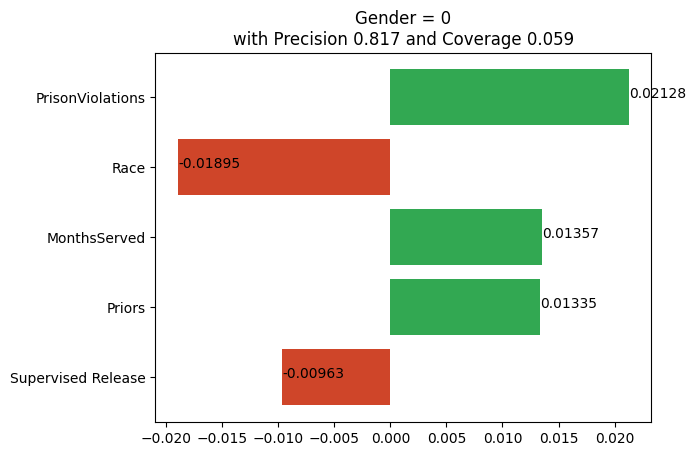 Gender = 0
with Precision 0.817 and Coverage 0.059
PrisonViolations
0.02128
Race
-0.01895
MonthsServed
0.01357
Priors
0.01335
Supervised Release
-0.00963
−0.020 −0.015 −0.010 −0.005 0.000 0.005 0.010 0.015 0.020